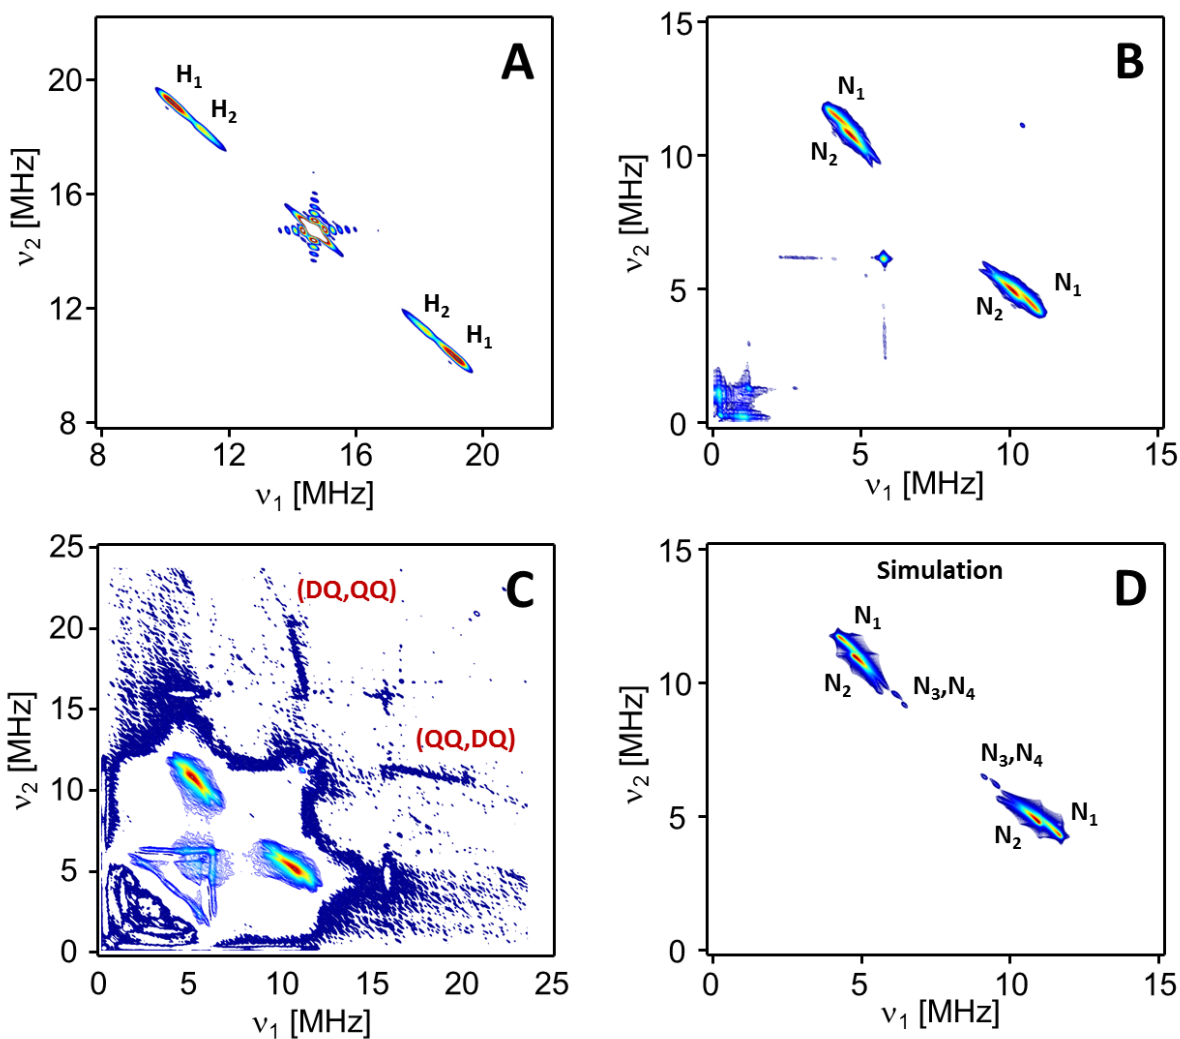 A
20
16
12
8
8
12
16
20
ν2 [MHz]
ν1 [MHz]
H1
H2
H2
H1
B
15
10
5
0
0
5
10
15
ν2 [MHz]
ν1 [MHz]
N1
N2
N1
N2
C
25
20
15
10
5
0
0
5
10
15
20
25
ν2 [MHz]
ν1 [MHz]
(DQ,QQ)
(QQ,DQ)
Simulation
D
15
10
5
0
0
5
10
15
ν2 [MHz]
ν1 [MHz]
N1
N2
N3,N4
N3,N4
N1
N2